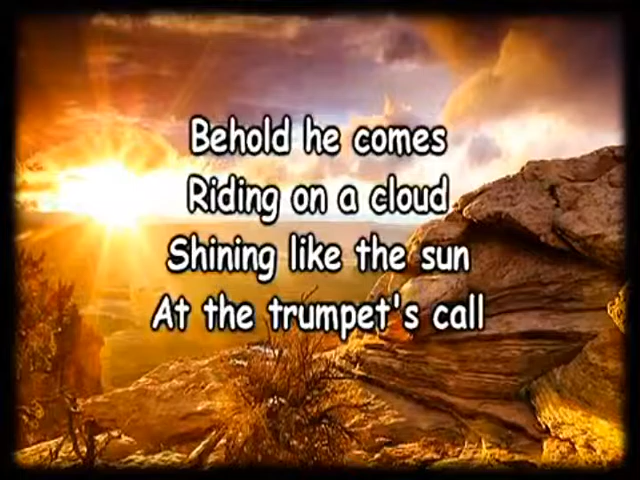 Behold he comes
Riding on a cloud
Shining like the sun
At the trumpet's call